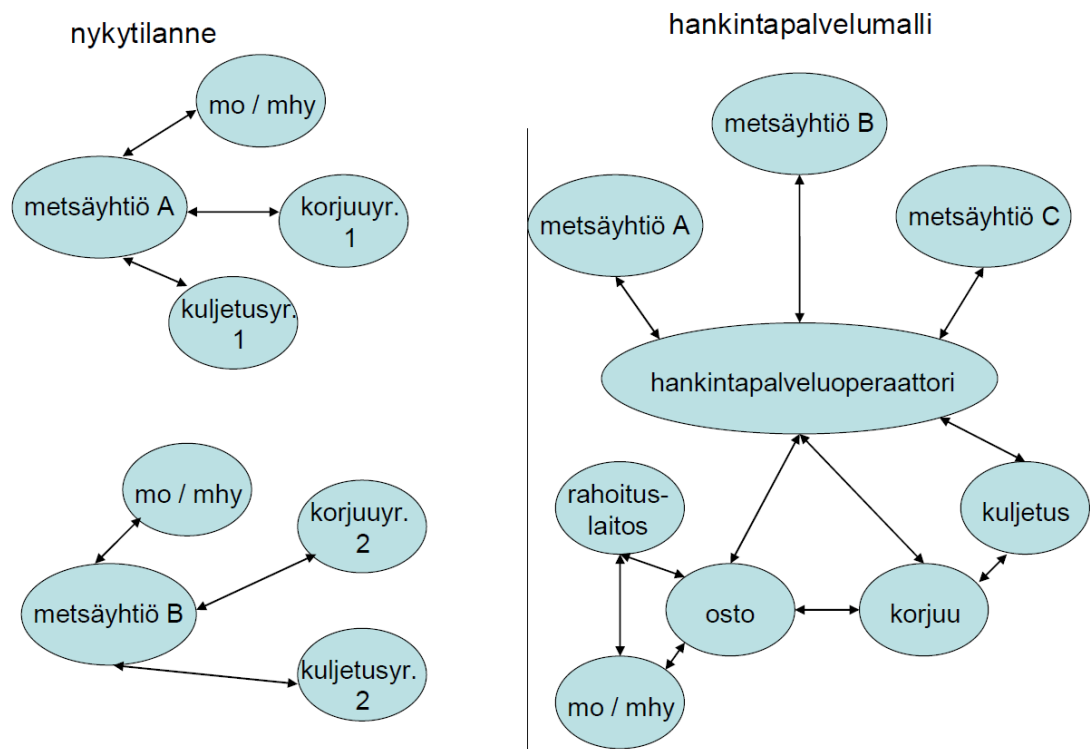 nykytilanne
mo / mhy
metsäyhtiö A
korjuuyr.
1
kuljetusyr.
1
mo / mhy
korjuuyr.
2
metsäyhtiö B
kuljetusyr.
2
hankintapalvelumalli
metsäyhtiö B
metsäyhtiö A
metsäyhtiö C
hankintapalveluoperaattori
rahoitus-
laitos
kuljetus
osto
korjuu
mo / mhy